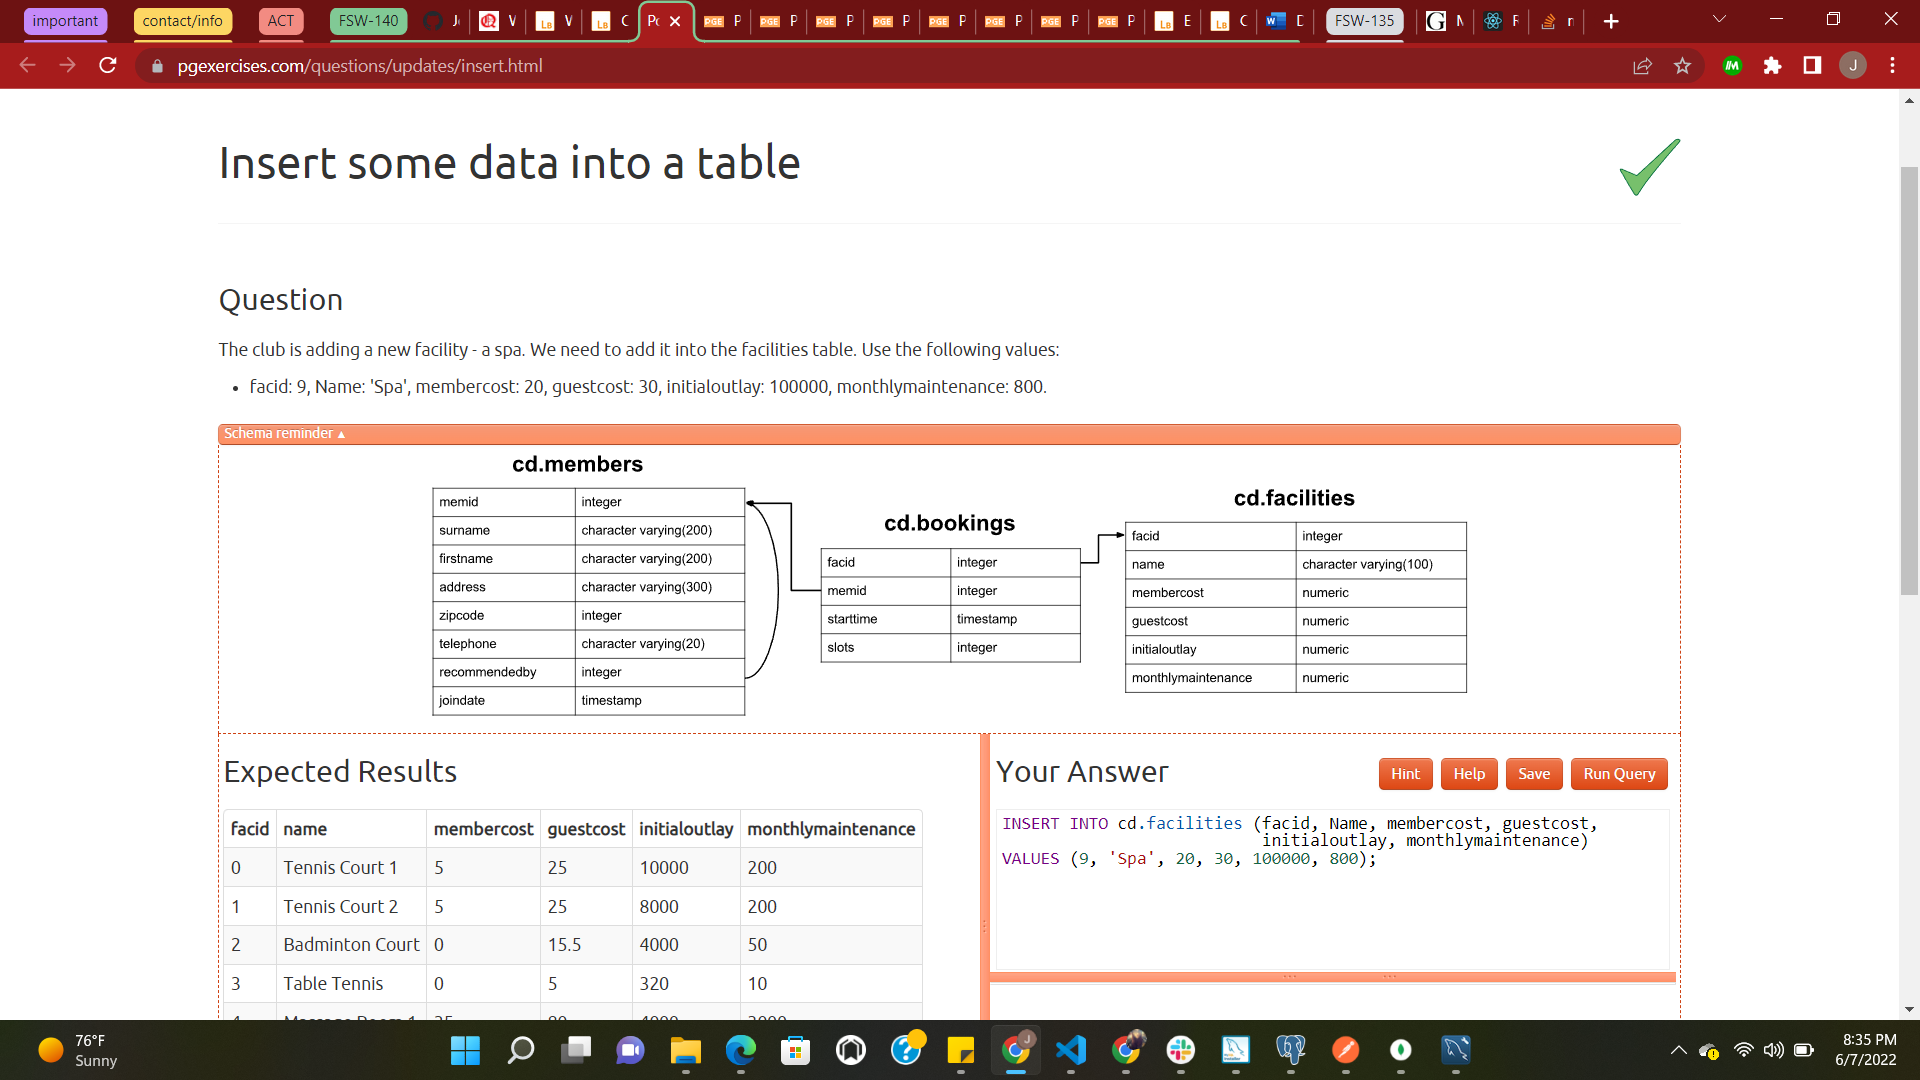 important
contact/info
ACT
FSW-140
FSW-135
pgexercises.com/questions/updates/insert.html
J
Insert some data into a table
Question
The club is adding a new facility - a spa. We need to add it into the facilities table. Use the following values:
• facid: 9, Name: 'Spa', membercost: 20, guestcost: 30, initialoutlay: 100000, monthlymaintenance: 800.
Schema reminder ▲
cd.members
memid integer
surname character varying(200)
firstname character varying(200)
address character varying(300)
zipcode integer
telephone character varying(20)
recommendedby integer
joindate timestamp
cd.bookings
facid integer
memid integer
starttime timestamp
slots integer
cd.facilities
facid integer
name character varying(100)
membercost numeric
guestcost numeric
initialoutlay numeric
monthlymaintenance numeric
Expected Results
facid name membercost guestcost initialoutlay monthlymaintenance
0 Tennis Court 1 5 25 10000 200
1 Tennis Court 2 5 25 8000 200
2 Badminton Court 0 15.5 4000 50
3 Table Tennis 0 5 320 10
Your Answer
Hint Help Save Run Query
INSERT INTO cd.facilities (facid, Name, membercost, guestcost,
initialoutlay, monthlymaintenance)
VALUES (9, 'Spa', 20, 30, 100000, 800);
76°F
Sunny
8:35 PM
6/7/2022